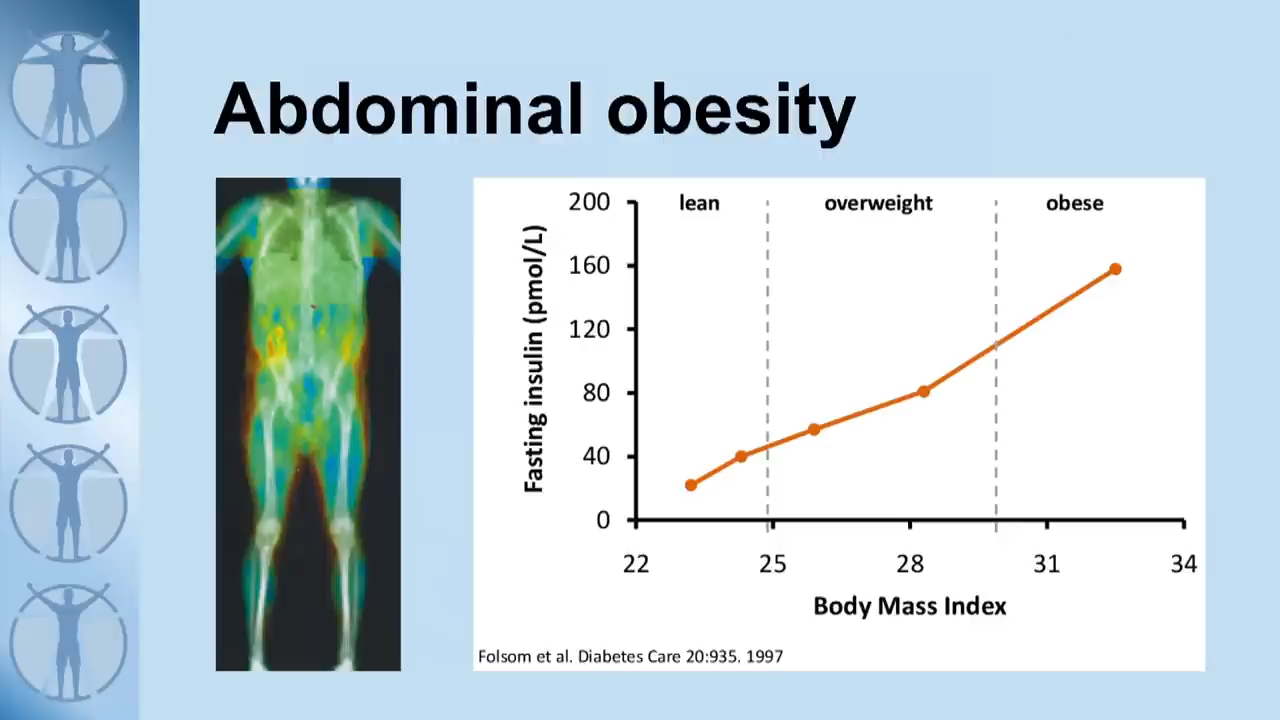 Abdominal obesity
lean overweight obese
Fasting insulin (pmol/L)
200
160
120
80
40
0
22 25 28 31 34
Body Mass Index
Folsom et al. Diabetes Care 20:935. 1997